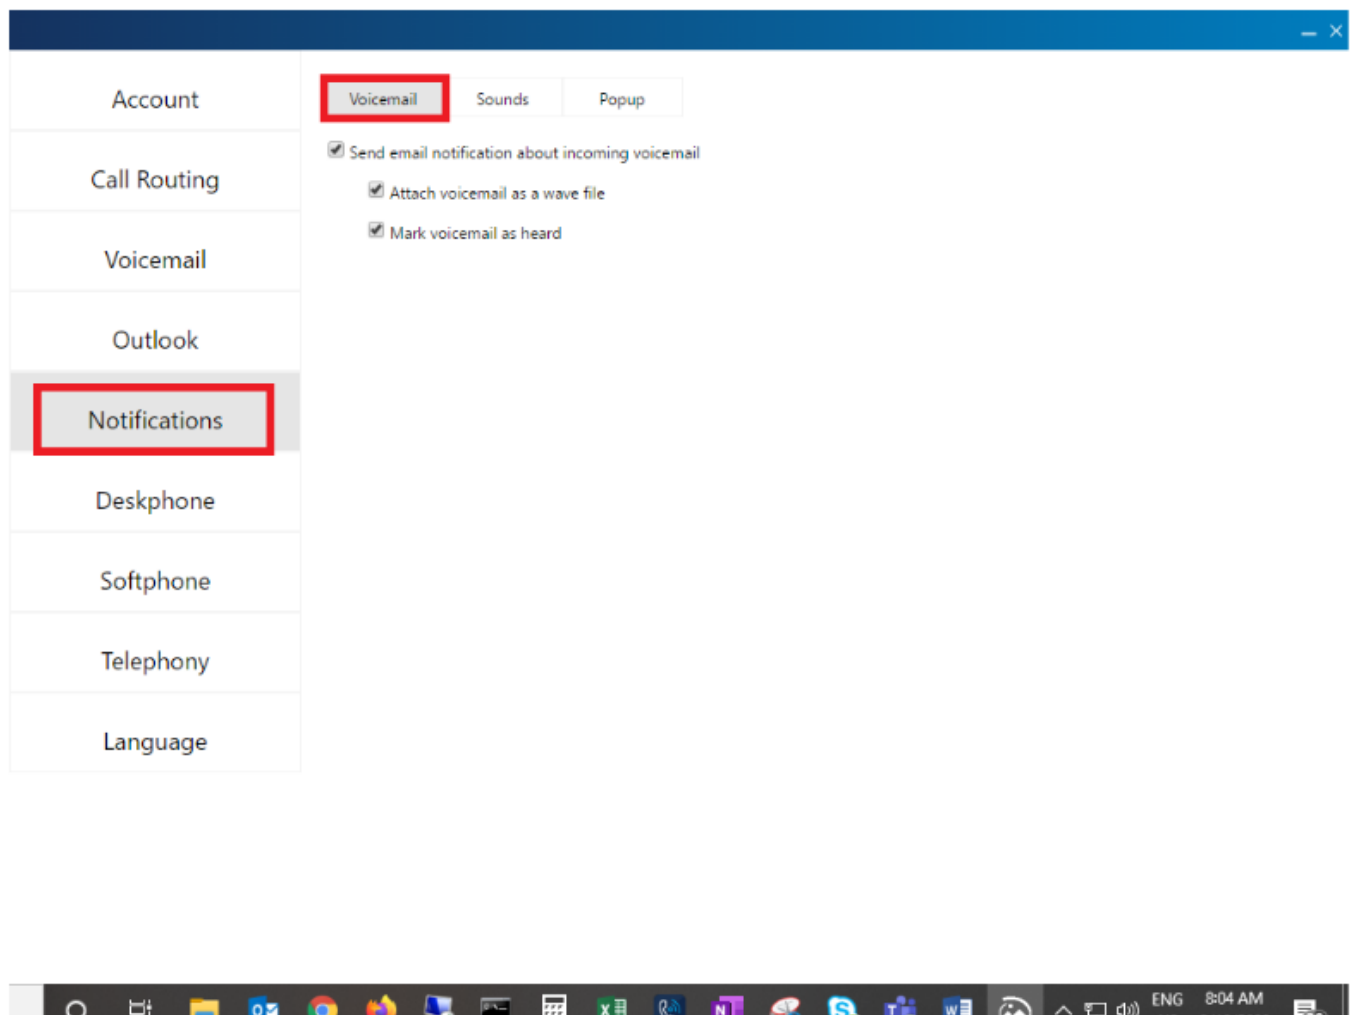 Account
Call Routing
Voicemail
Outlook
Notifications
Deskphone
Softphone
Telephony
Language
Voicemail Sounds Popup
Send email notification about incoming voicemail
Attach voicemail as a wave file
Mark voicemail as heard
ENG 8:04 AM